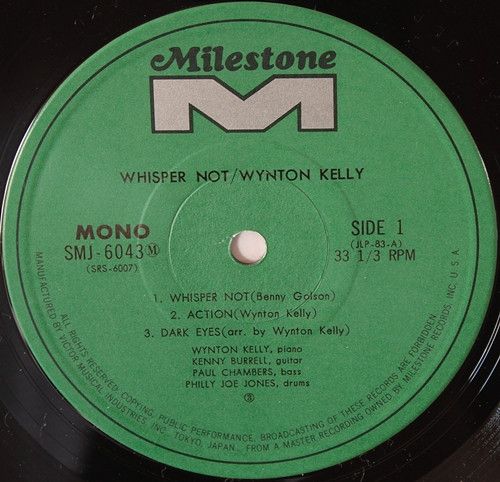 Milestone
M
WHISPER NOT/WYNTON KELLY
MONO
SMJ-6043 Ⓜ
(SRS-6007)
SIDE 1
(JLP-83-A)
33 1/3 RPM
1. WHISPER NOT(Benny Golson)
2. ACTION(Wynton Kelly)
3. DARK EYES(arr. by Wynton Kelly)
WYNTON KELLY, piano
KENNY BURRELL, guitar
PAUL CHAMBERS, bass
PHILLY JOE JONES, drums
MANUFACTURED BY VICTOR MUSICAL INDUSTRIES, INC. TOKYO, JAPAN. FROM A MASTER RECORDING OWNED BY MILESTONE RECORDS, INC, U.S.A.
ALL RIGHTS RESERVED COPYING, PUBLIC PERFORMANCE, BROADCASTING OF THESE RECORDS ARE FORBIDDEN.